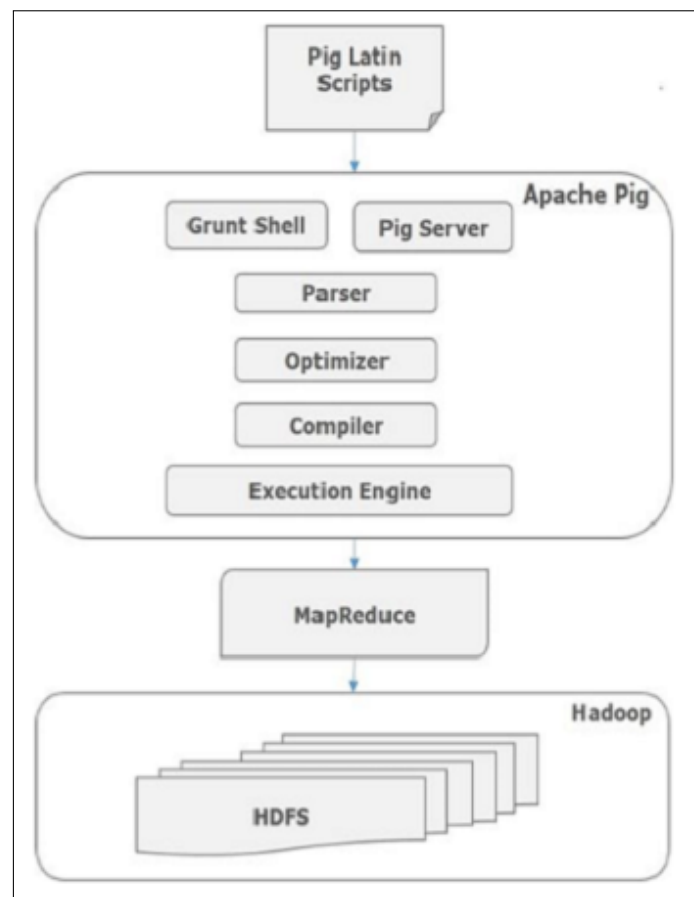 Pig Latin
Scripts
Apache Pig
Grunt Shell
Pig Server
Parser
Optimizer
Compiler
Execution Engine
MapReduce
Hadoop
HDFS